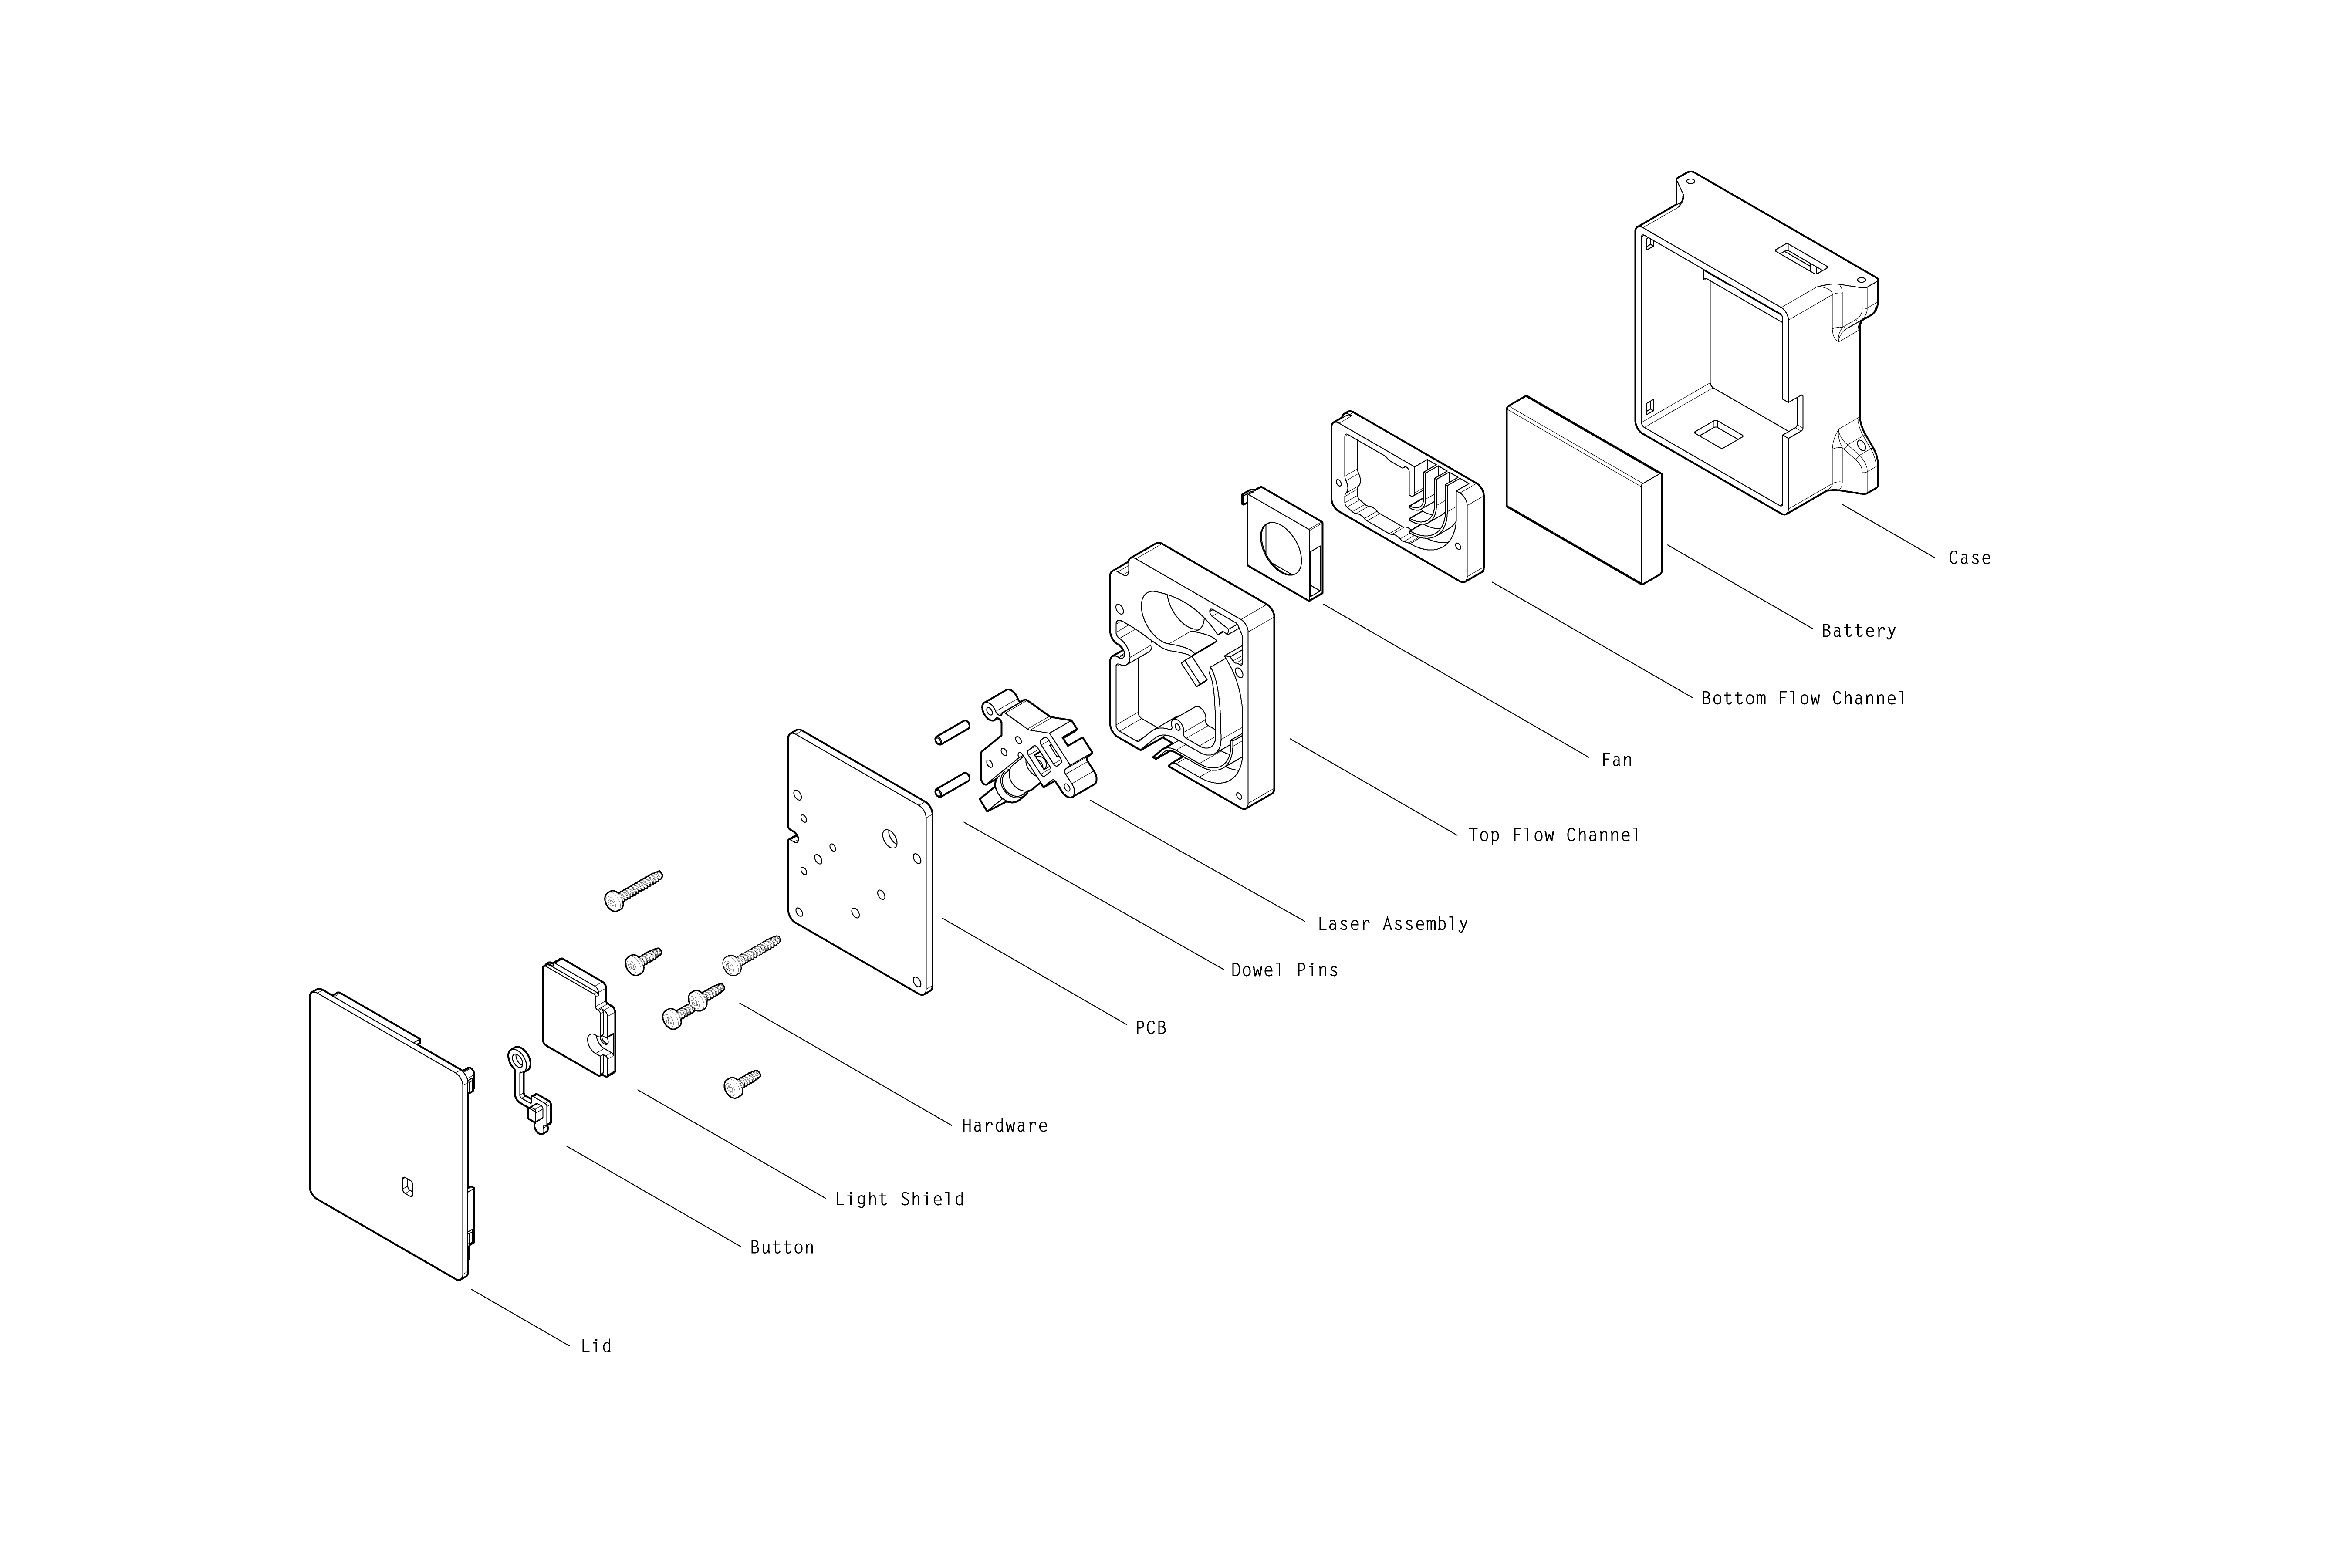 Case
Battery
Bottom Flow Channel
Fan
Top Flow Channel
Laser Assembly
Dowel Pins
PCB
Hardware
Light Shield
Button
Lid